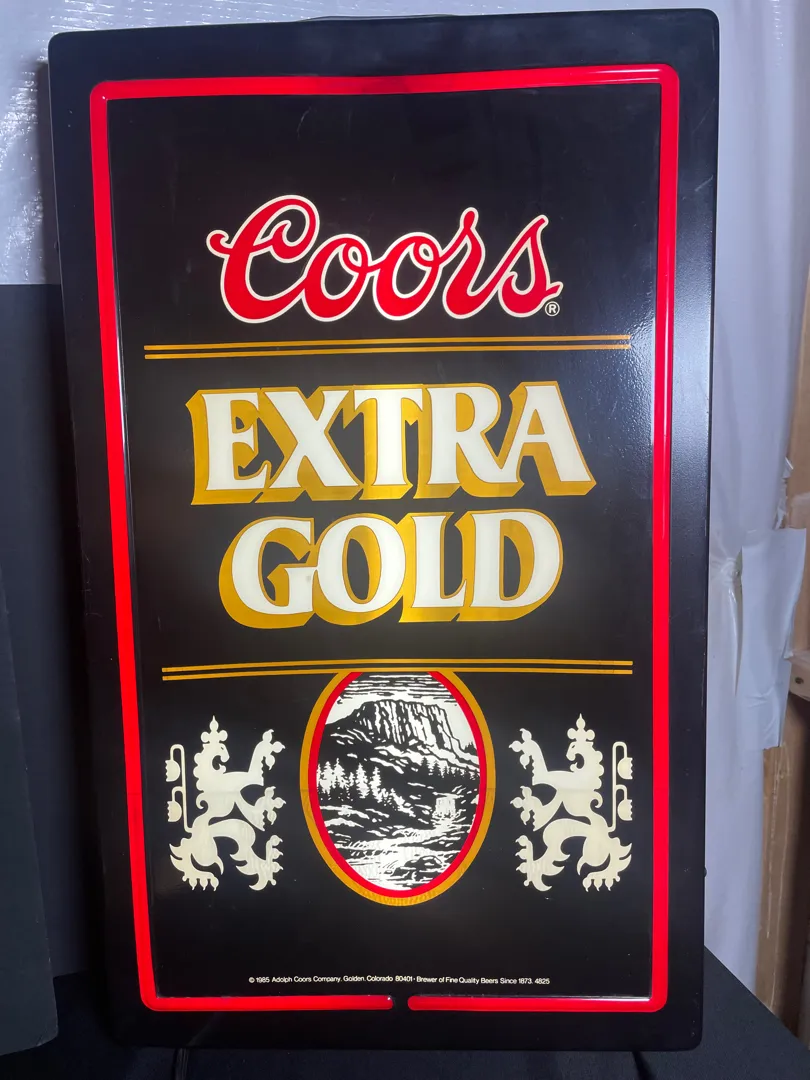 Coors®
EXTRA
GOLD
© 1985 Adolph Coors Company, Golden, Colorado 80401 • Brewer of Fine Quality Beers Since 1873. 4825